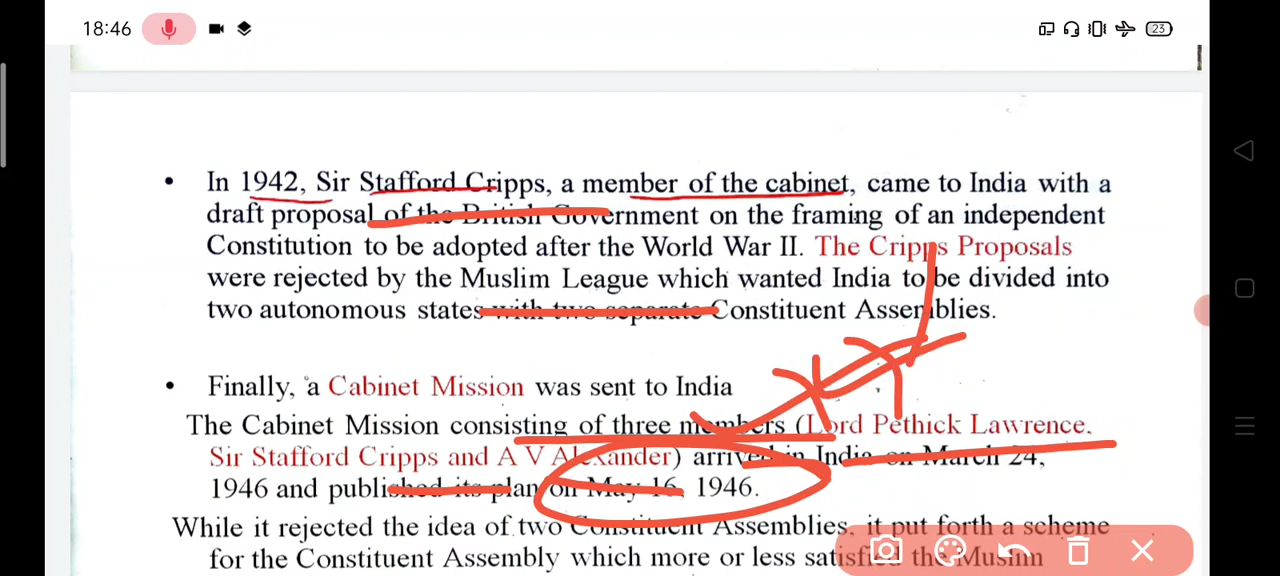 18:46
23
In 1942, Sir Stafford Cripps, a member of the cabinet, came to India with a
draft proposal of the British Government on the framing of an independent
Constitution to be adopted after the World War II. The Cripps Proposals
were rejected by the Muslim League which wanted India to be divided into
two autonomous states with two separate Constituent Assemblies.
Finally, a Cabinet Mission was sent to India
The Cabinet Mission consisting of three members (Lord Pethick Lawrence,
Sir Stafford Cripps and A V Alexander) arrived in India on March 24,
1946 and published its plan on May 16, 1946.
While it rejected the idea of two Constituent Assemblies, it put forth a scheme
for the Constituent Assembly which more or less satisfied the Muslim